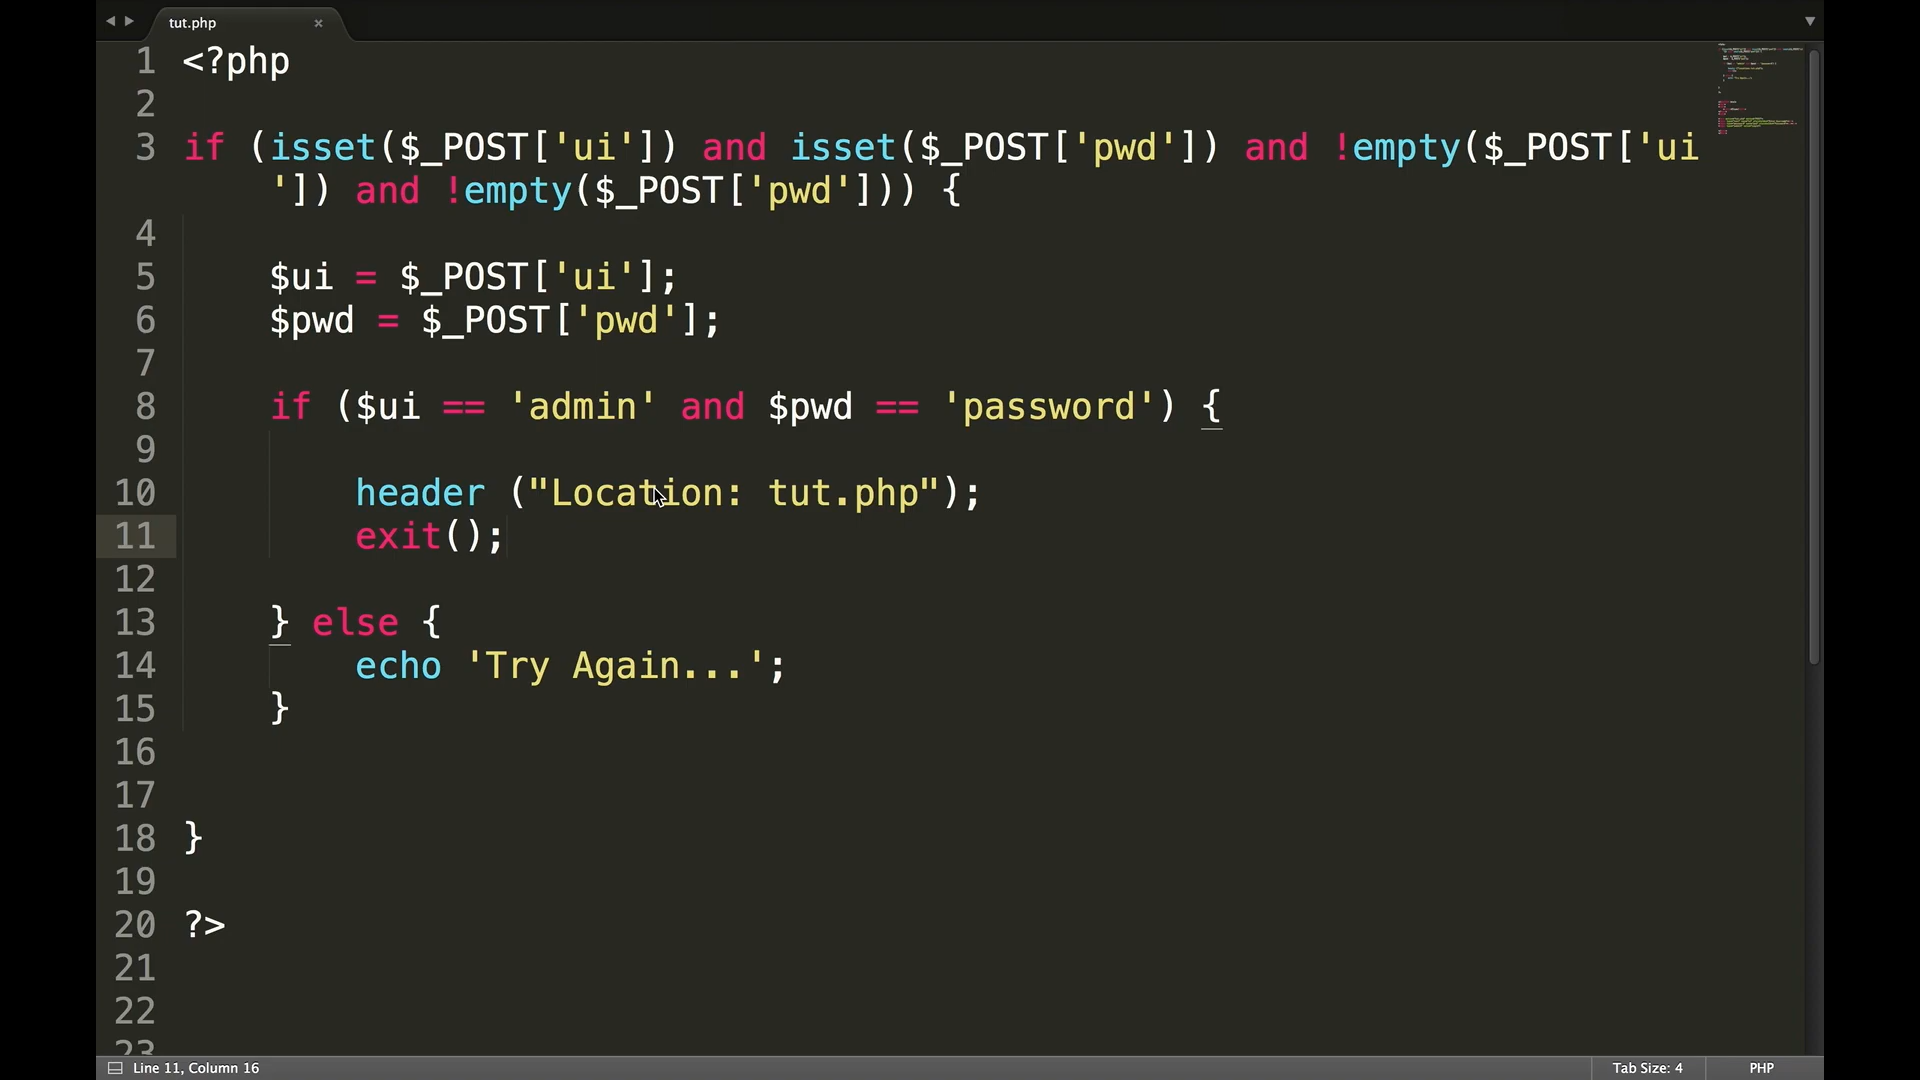 tut.php
1 <?php
2
3 if (isset($_POST['ui']) and isset($_POST['pwd']) and !empty($_POST['ui
']) and !empty($_POST['pwd'])) {
4
5 $ui = $_POST['ui'];
6 $pwd = $_POST['pwd'];
7
8 if ($ui == 'admin' and $pwd == 'password') {
9
10 header ("Location: tut.php");
11 exit();
12
13 } else {
14 echo 'Try Again...';
15 }
16
17
18 }
19
20 ?>
21
22
23
Line 11, Column 16 Tab Size: 4 PHP